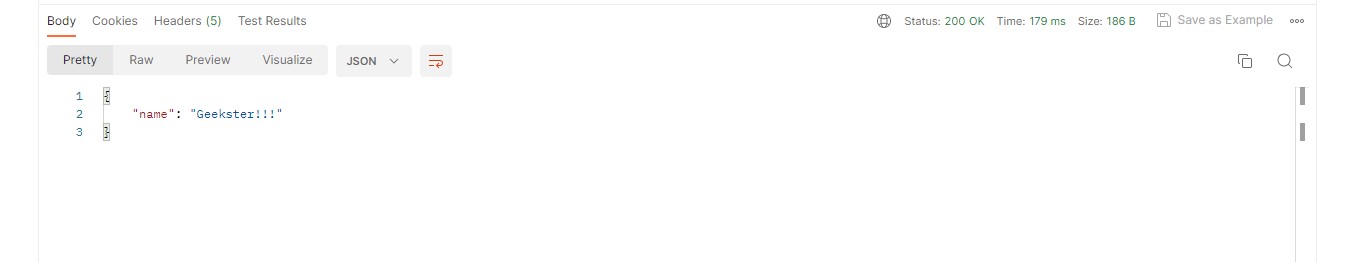 Body Cookies Headers (5) Test Results Status: 200 OK Time: 179 ms Size: 186 B Save as Example
Pretty Raw Preview Visualize JSON
1 {
2 "name": "Geekster!!!"
3 }